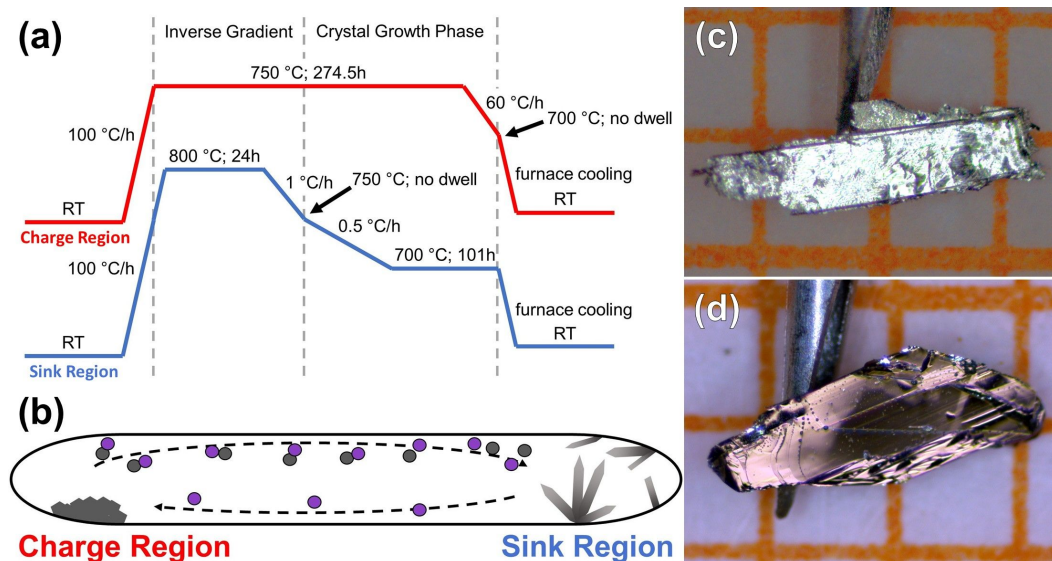 (a)
Inverse Gradient
Crystal Growth Phase
750 °C; 274.5h
60 °C/h
700 °C; no dwell
100 °C/h
800 °C; 24h
furnace cooling
1 °C/h
750 °C; no dwell
RT
RT
Charge Region
0.5 °C/h
100 °C/h
700 °C; 101h
furnace cooling
RT
RT
Sink Region
(b)
Charge Region
Sink Region
(c)
(d)